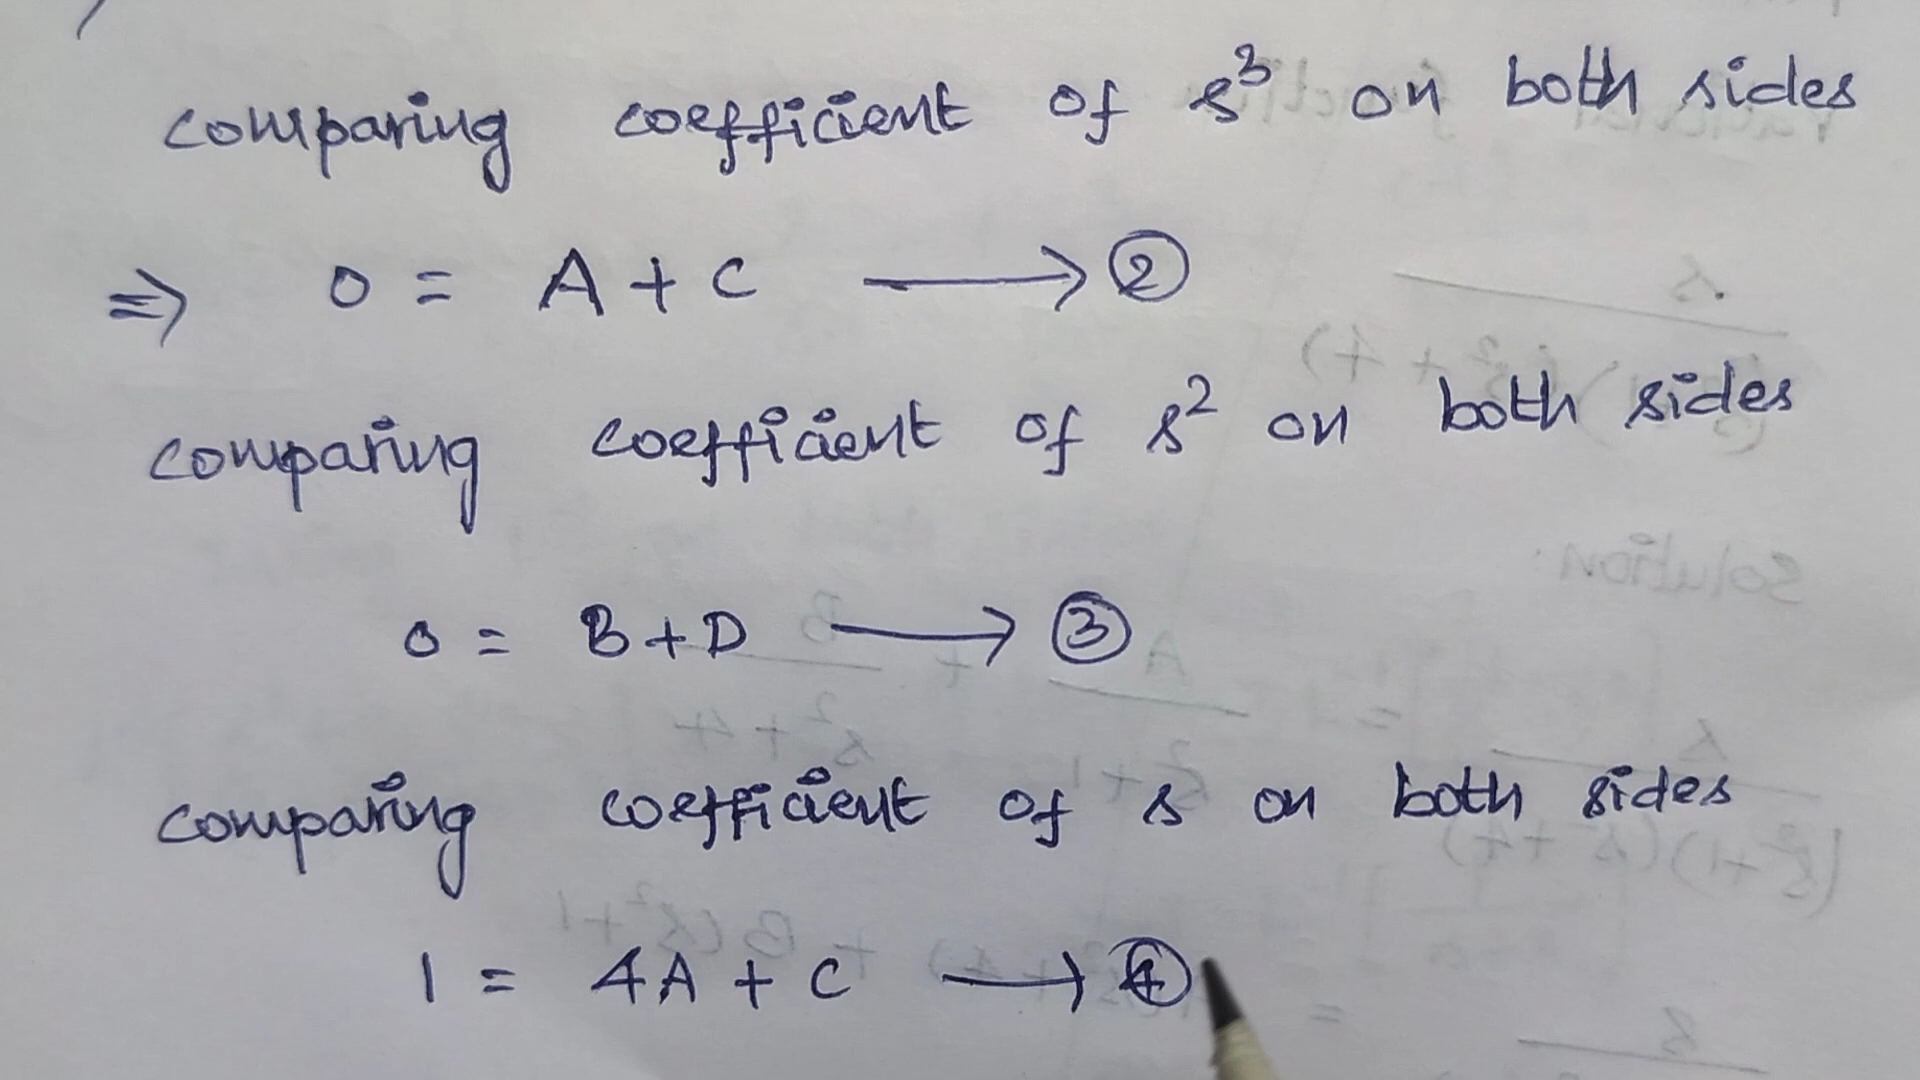 comparing coefficient of s³ on both sides
⇒ 0 = A + C ⟶ ②
comparing coefficient of s² on both sides
0 = B + D ⟶ ③
comparing coefficient of s on both sides
1 = 4A + C ⟶ ④